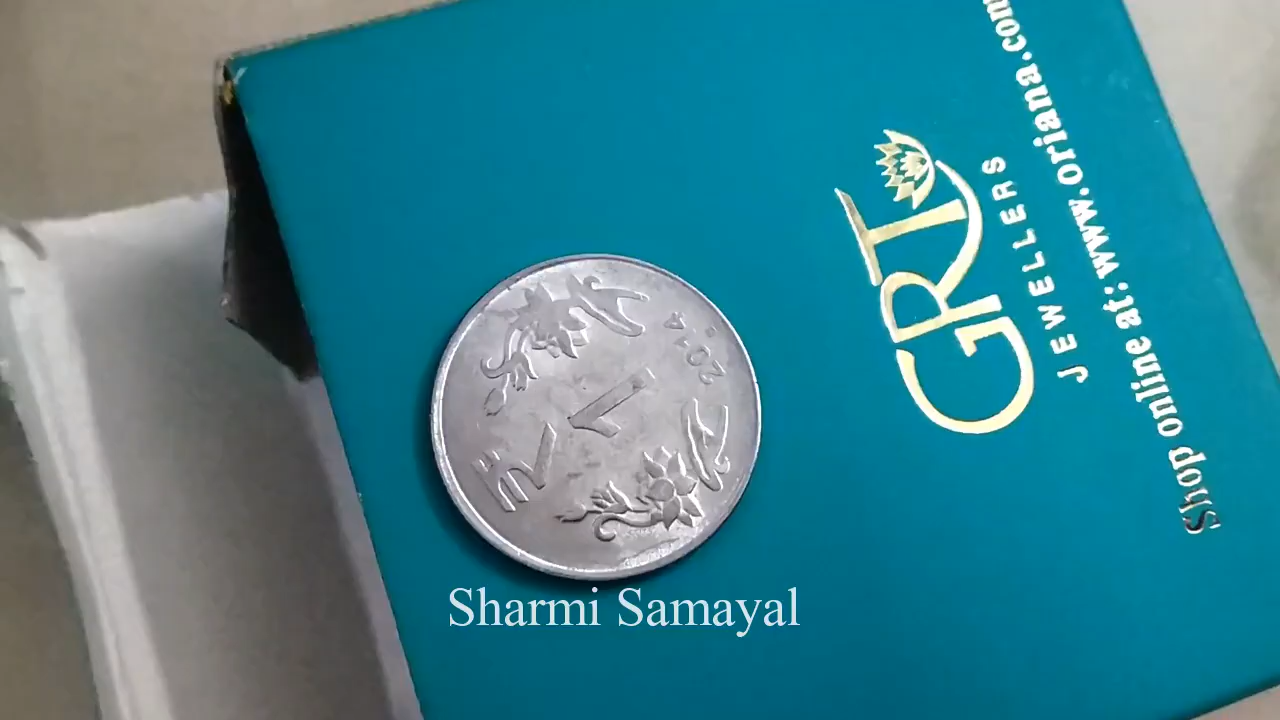 GRT
JEWELLERS
Shop online at: www.oriana.com
₹ 1
2014
Sharmi Samayal